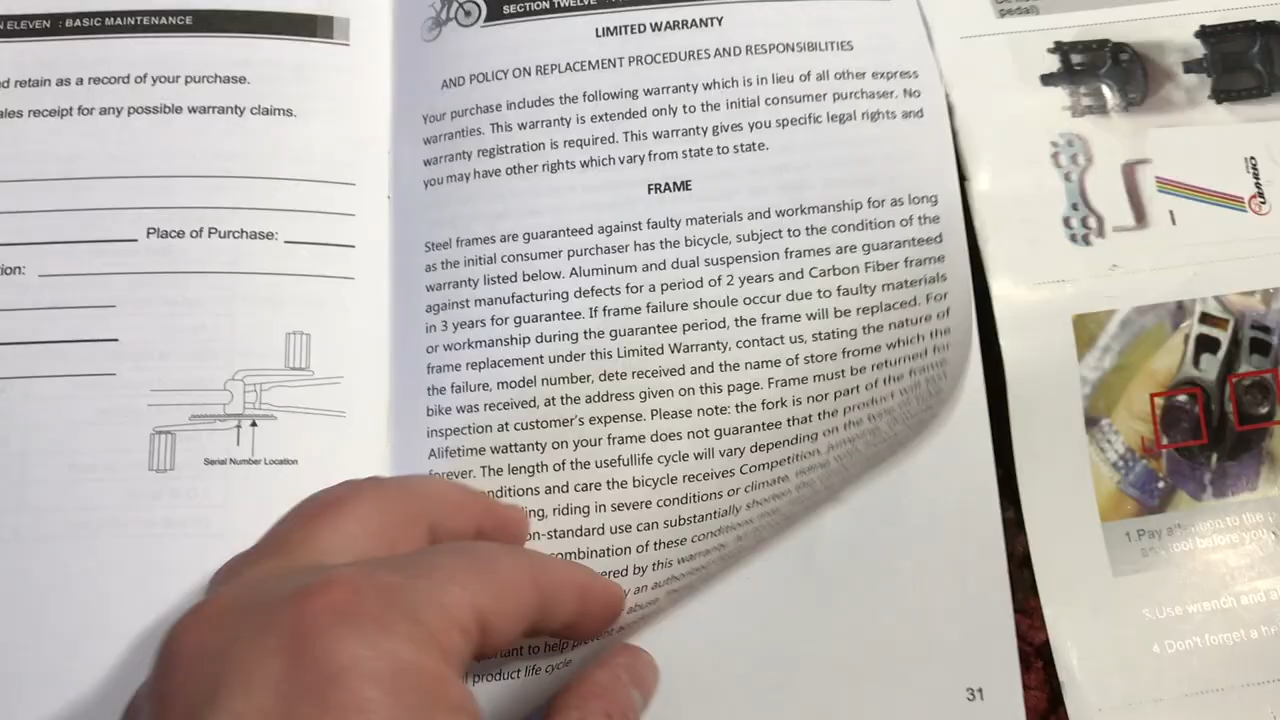 N ELEVEN : BASIC MAINTENANCE
d retain as a record of your purchase.
ales receipt for any possible warranty claims.
Place of Purchase:
tion:
Serial Number Location
SECTION TWELVE
LIMITED WARRANTY
AND POLICY ON REPLACEMENT PROCEDURES AND RESPONSIBILITIES
Your purchase includes the following warranty which is in lieu of all other express
warranties. This warranty is extended only to the initial consumer purchaser. No
warranty registration is required. This warranty gives you specific legal rights and
you may have other rights which vary from state to state.
FRAME
Steel frames are guaranteed against faulty materials and workmanship for as long
as the initial consumer purchaser has the bicycle, subject to the condition of the
warranty listed below. Aluminum and dual suspension frames are guaranteed
against manufacturing defects for a period of 2 years and Carbon Fiber frame
in 3 years for guarantee. If frame failure shoule occur due to faulty materials
or workmanship during the guarantee period, the frame will be replaced. For
frame replacement under this Limited Warranty, contact us, stating the nature of
the failure, model number, dete received and the name of store frome which the
bike was received, at the address given on this page. Frame must be returned for
inspection at customer's expense. Please note: the fork is nor part of the frame
Alifetime wattanty on your frame does not guarantee that the product will
forever. The length of the usefullife cycle will vary depending on the
nditions and care the bicycle receives Competition,
ing, riding in severe conditions or climate,
on-standard use can substantially shorten
ombination of these conditions
ered by this warranty
y an authorized
abuse
ortant to help prevent
l product life cycle
31
pedal)
1.Pay attention to the
tool before you
3.Use wrench and a
4.Don't forget a he